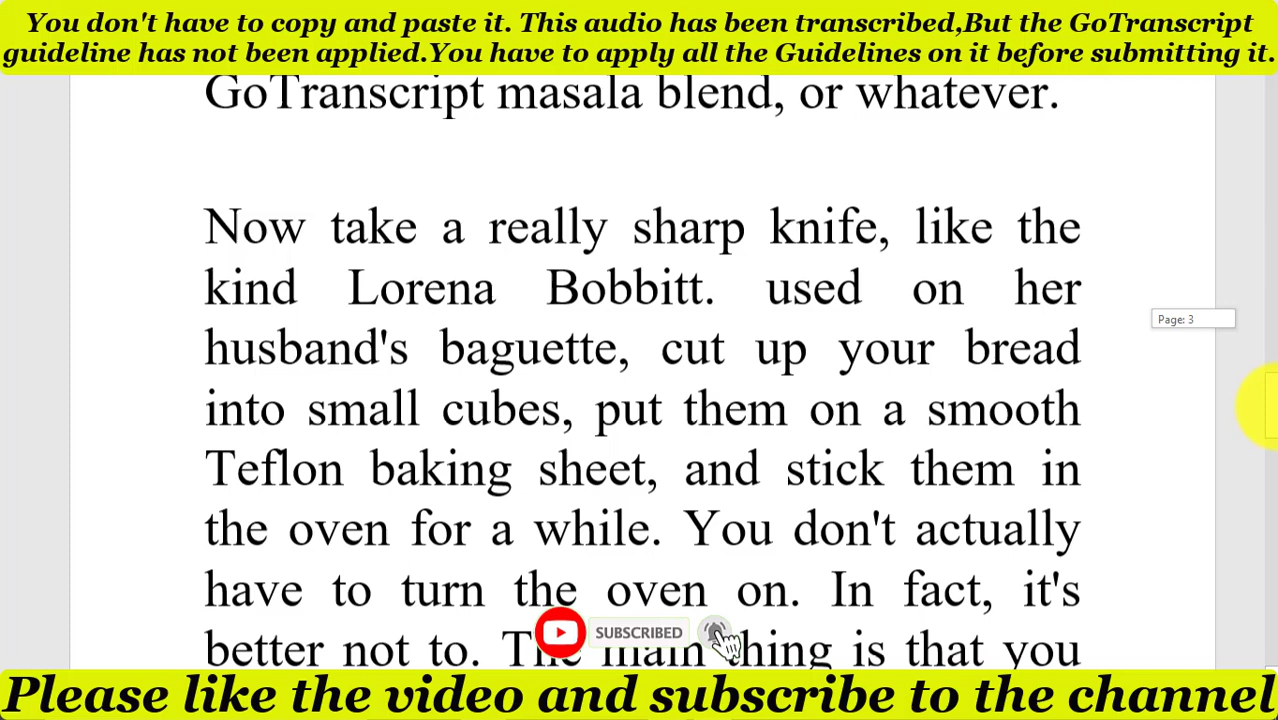 You don't have to copy and paste it. This audio has been transcribed,But the GoTranscript
guideline has not been applied.You have to apply all the Guidelines on it before submitting it.
GoTranscript masala blend, or whatever.
Now take a really sharp knife, like the
kind Lorena Bobbitt. used on her
husband's baguette, cut up your bread
into small cubes, put them on a smooth
Teflon baking sheet, and stick them in
the oven for a while. You don't actually
have to turn the oven on. In fact, it's
better not to. The main thing is that you
Page: 3
SUBSCRIBED
Please like the video and subscribe to the channel